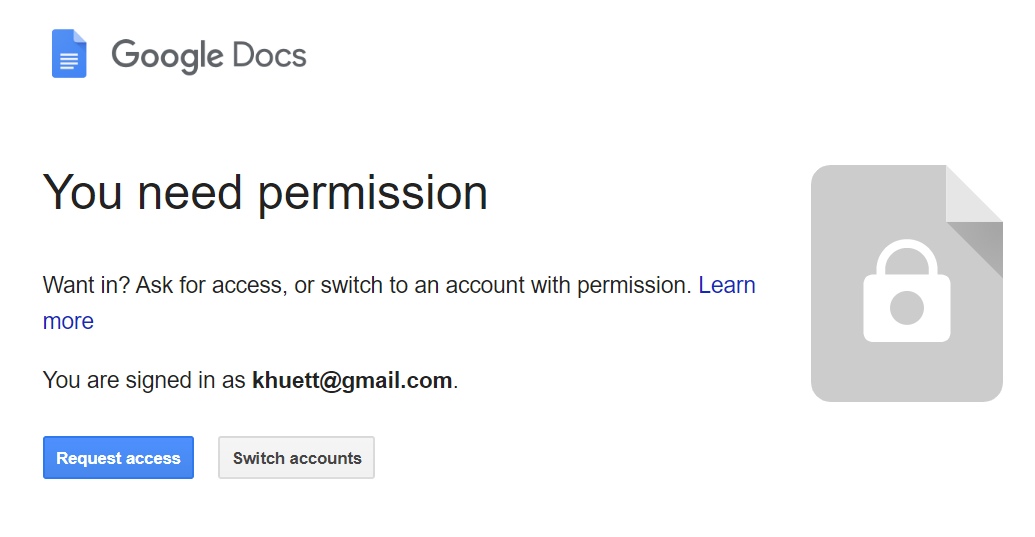 Google Docs
You need permission
Want in? Ask for access, or switch to an account with permission. Learn
more
You are signed in as khuett@gmail.com.
Request access
Switch accounts